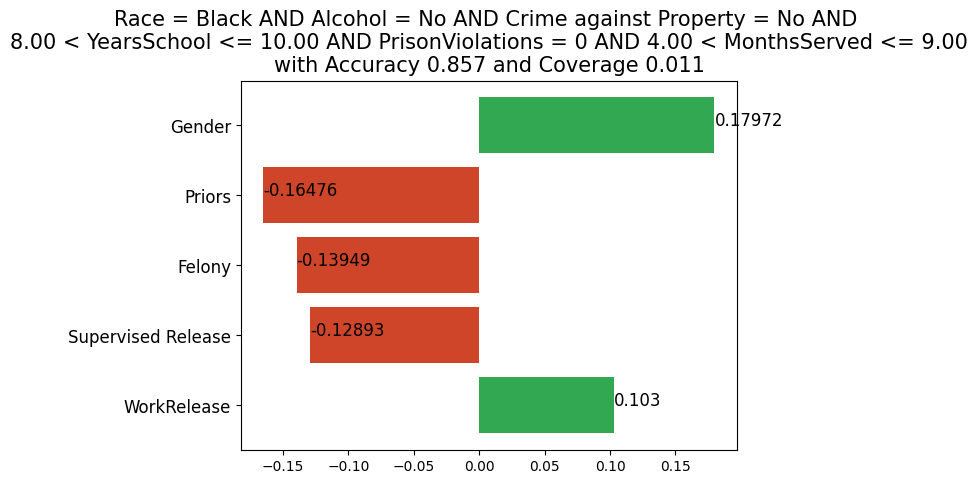 Race = Black AND Alcohol = No AND Crime against Property = No AND
8.00 < YearsSchool <= 10.00 AND PrisonViolations = 0 AND 4.00 < MonthsServed <= 9.00
with Accuracy 0.857 and Coverage 0.011
Gender
0.17972
Priors
-0.16476
Felony
-0.13949
Supervised Release
-0.12893
WorkRelease
0.103
−0.15 −0.10 −0.05 0.00 0.05 0.10 0.15